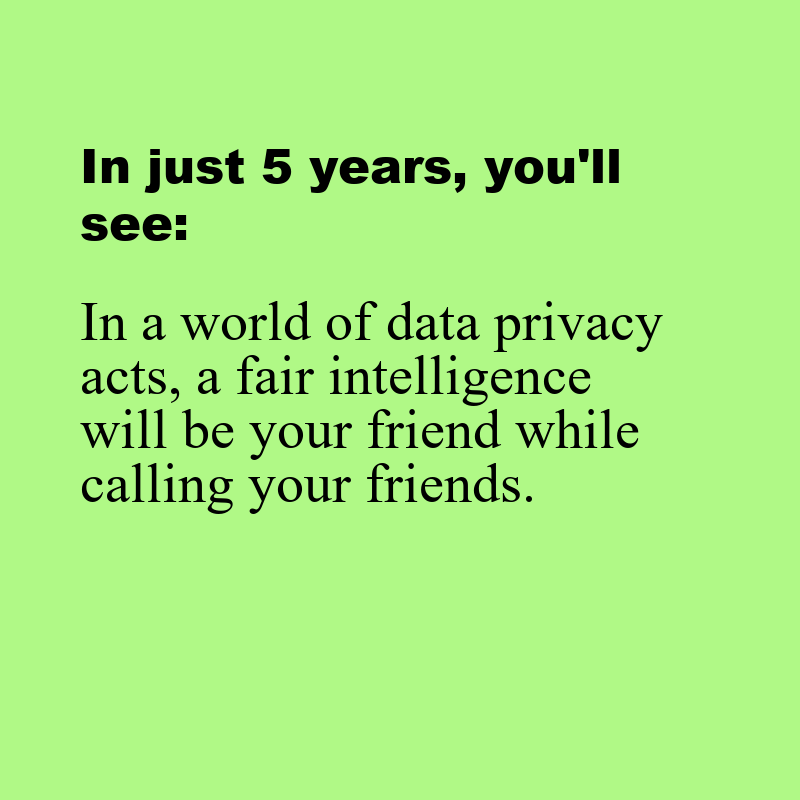 In just 5 years, you'll
see:
In a world of data privacy
acts, a fair intelligence
will be your friend while
calling your friends.